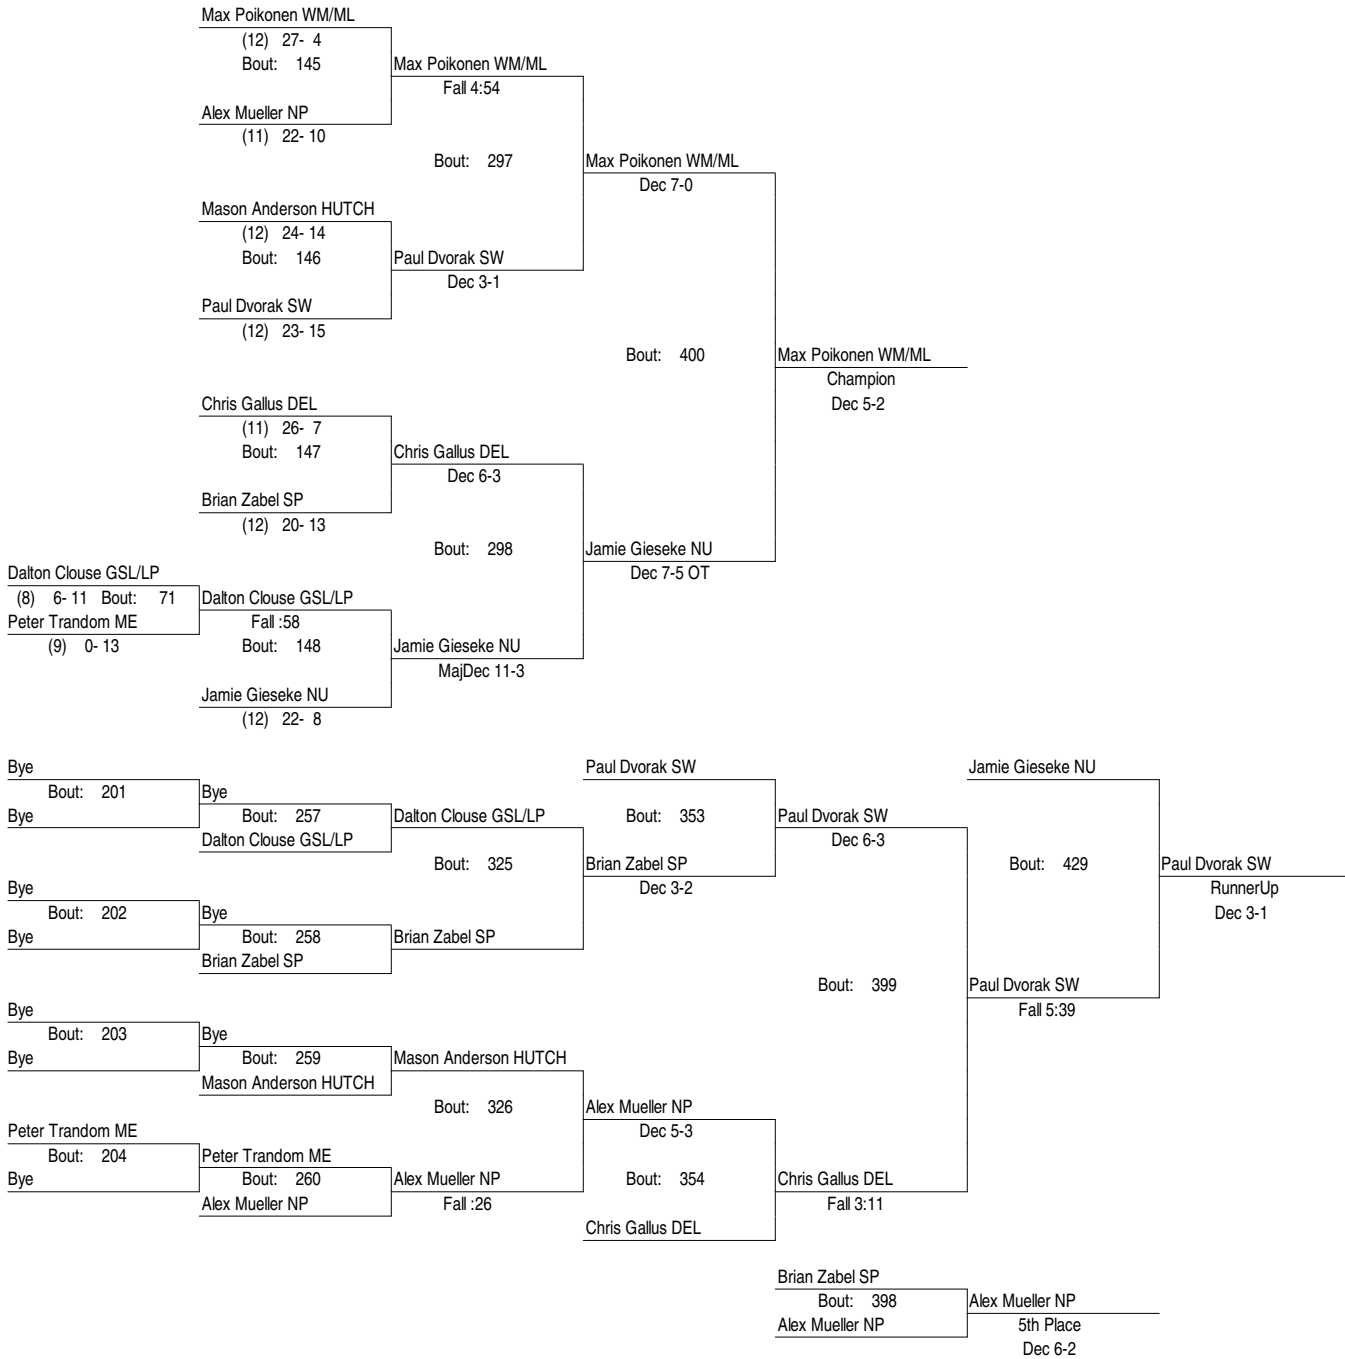 Max Poikonen WM/ML
(12) 27- 4
Bout: 145 Max Poikonen WM/ML
Fall 4:54
Alex Mueller NP
(11) 22- 10
Bout: 297 Max Poikonen WM/ML
Dec 7-0
Mason Anderson HUTCH
(12) 24- 14
Bout: 146 Paul Dvorak SW
Dec 3-1
Paul Dvorak SW
(12) 23- 15
Bout: 400 Max Poikonen WM/ML
Champion
Chris Gallus DEL Dec 5-2
(11) 26- 7
Bout: 147 Chris Gallus DEL
Dec 6-3
Brian Zabel SP
(12) 20- 13
Bout: 298 Jamie Gieseke NU
Dalton Clouse GSL/LP Dec 7-5 OT
(8) 6- 11 Bout: 71 Dalton Clouse GSL/LP
Peter Trandom ME Fall :58
(9) 0- 13 Bout: 148 Jamie Gieseke NU
MajDec 11-3
Jamie Gieseke NU
(12) 22- 8
Bye Paul Dvorak SW Jamie Gieseke NU
Bout: 201 Bye
Bye Bout: 257 Dalton Clouse GSL/LP Bout: 353 Paul Dvorak SW
Dalton Clouse GSL/LP Dec 6-3
Bout: 325 Brian Zabel SP Bout: 429 Paul Dvorak SW
Bye Dec 3-2 RunnerUp
Bout: 202 Bye Dec 3-1
Bye Bout: 258 Brian Zabel SP
Brian Zabel SP
Bout: 399 Paul Dvorak SW
Bye Fall 5:39
Bout: 203 Bye
Bye Bout: 259 Mason Anderson HUTCH
Mason Anderson HUTCH
Bout: 326 Alex Mueller NP
Peter Trandom ME Dec 5-3
Bout: 204 Peter Trandom ME
Bye Bout: 260 Alex Mueller NP Bout: 354 Chris Gallus DEL
Alex Mueller NP Fall :26 Fall 3:11
Chris Gallus DEL
Brian Zabel SP
Bout: 398 Alex Mueller NP
Alex Mueller NP 5th Place
Dec 6-2